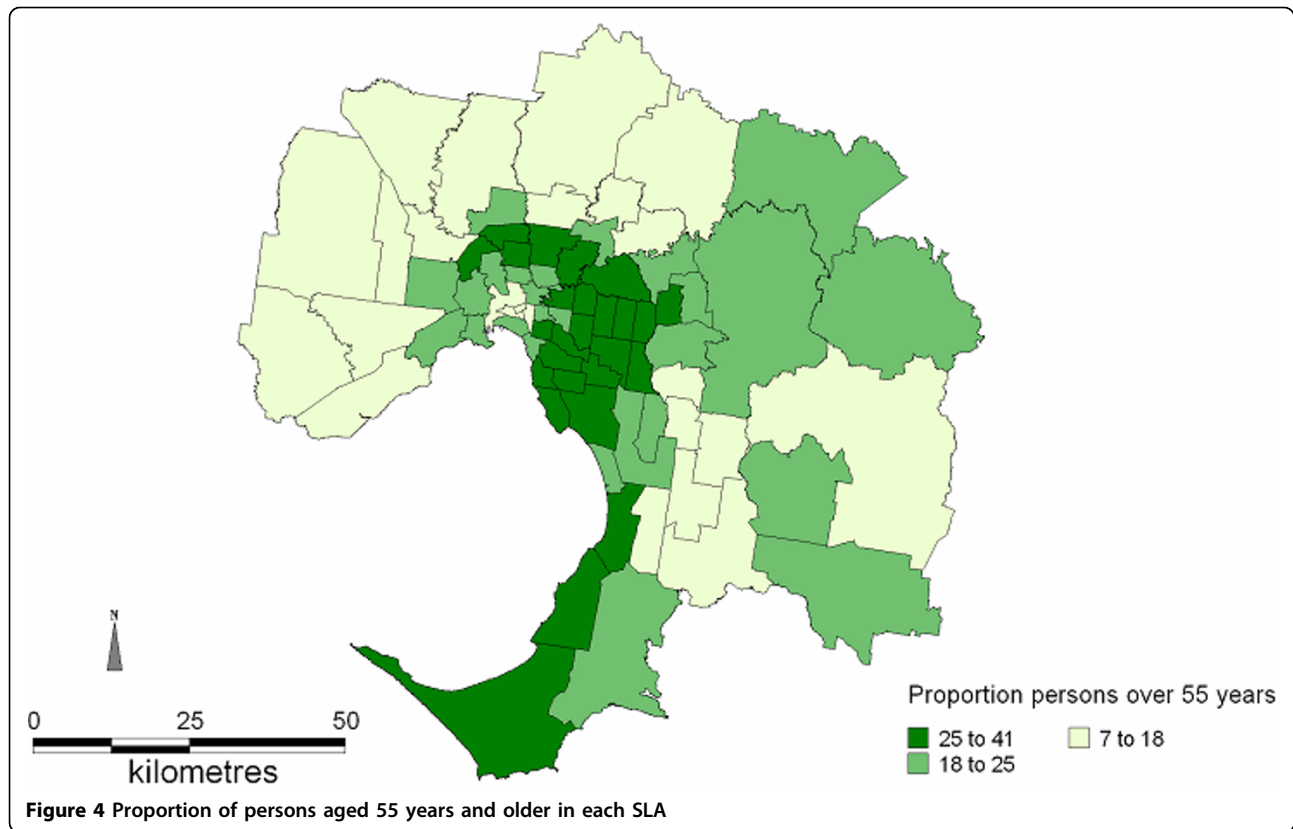 N
0 25 50
kilometres
Proportion persons over 55 years
25 to 41 7 to 18
18 to 25
Figure 4 Proportion of persons aged 55 years and older in each SLA